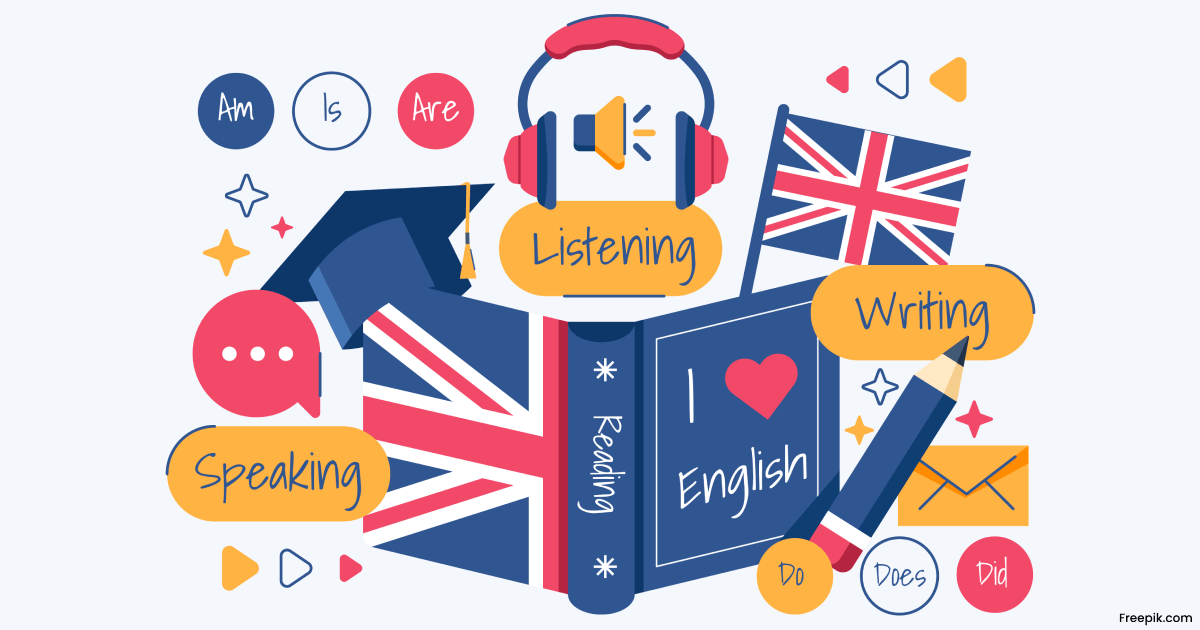 Am Is Are
Listening
Writing
Speaking
Reading
I
English
Do Does Did
Freepik.com